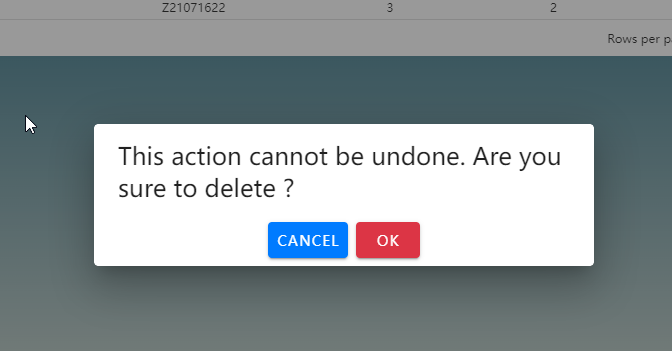 Z21071622 3 2
Rows per
This action cannot be undone. Are you
sure to delete ?
CANCEL OK